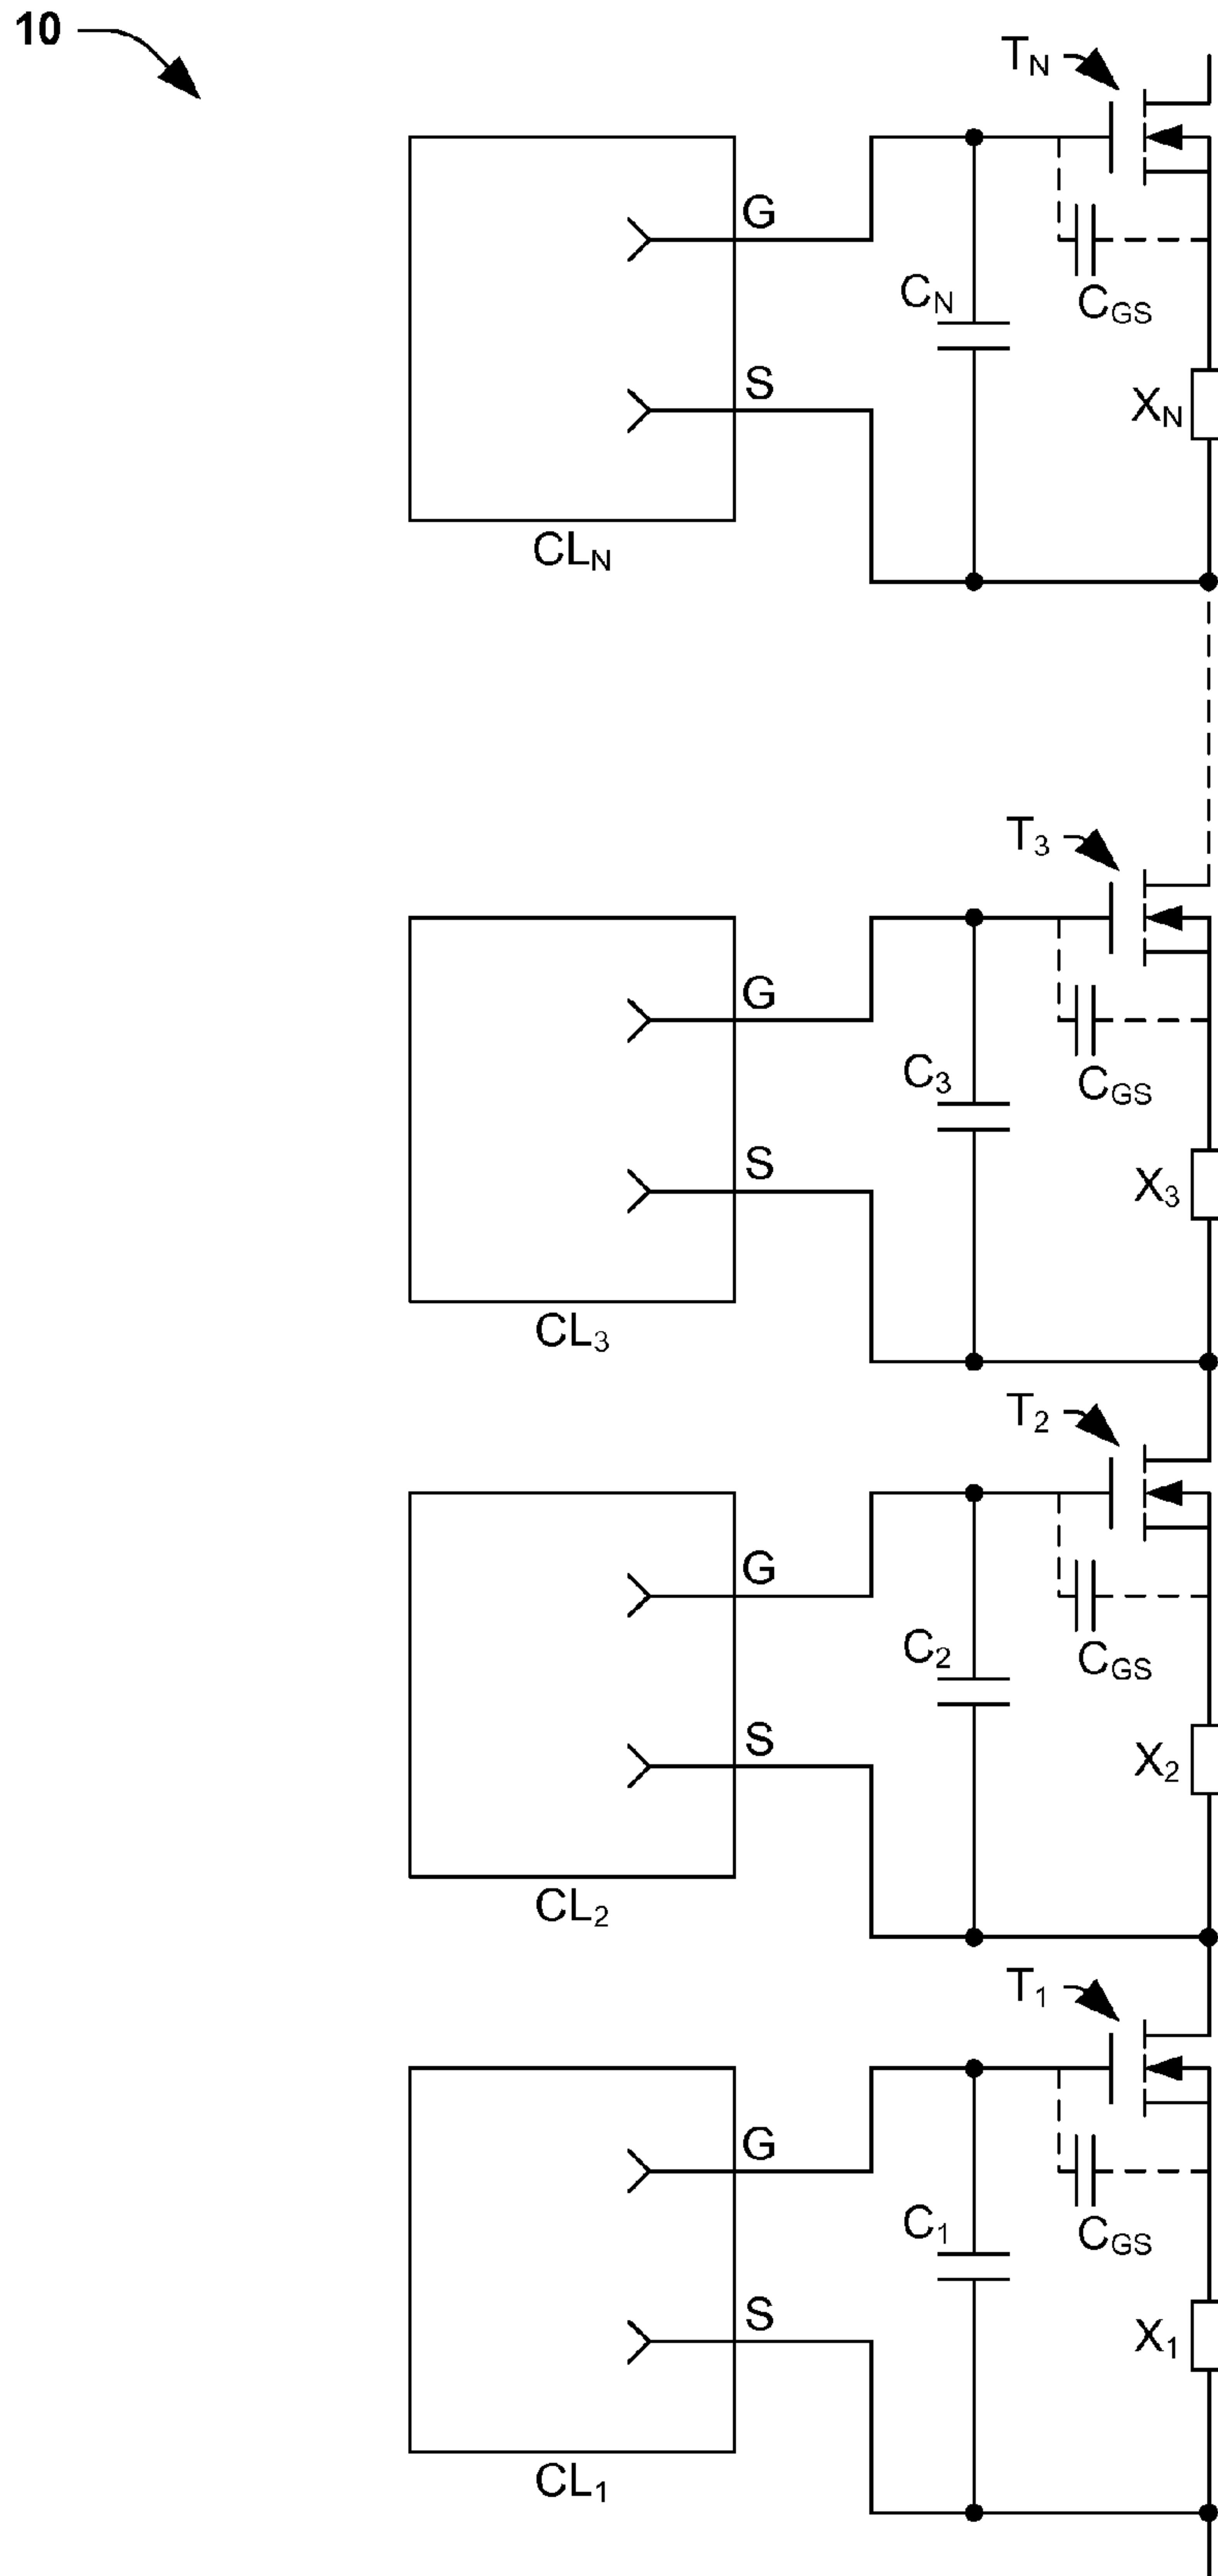 10
T_N
G
C_N
C_GS
S
X_N
CL_N
T_3
G
C_3
C_GS
S
X_3
CL_3
T_2
G
C_2
C_GS
S
X_2
CL_2
T_1
G
C_1
C_GS
S
X_1
CL_1